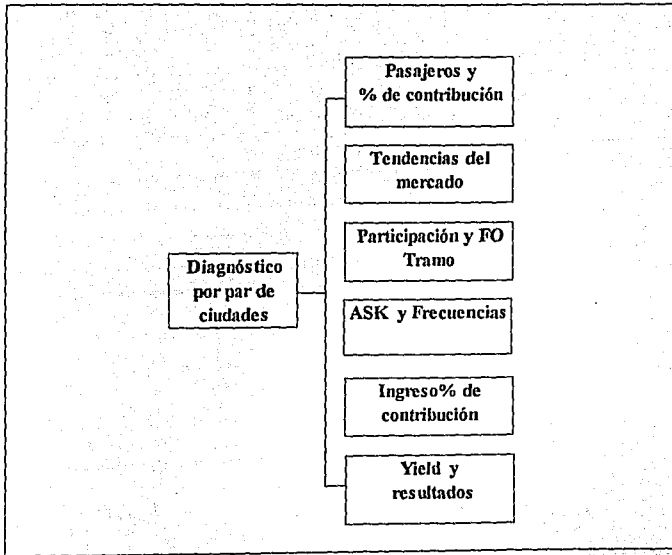 Pasajeros y
% de contribución
Tendencias del
mercado
Participación y FO
Tramo
Diagnóstico
por par de
ciudades
ASK y Frecuencias
Ingreso% de
contribución
Yield y
resultados